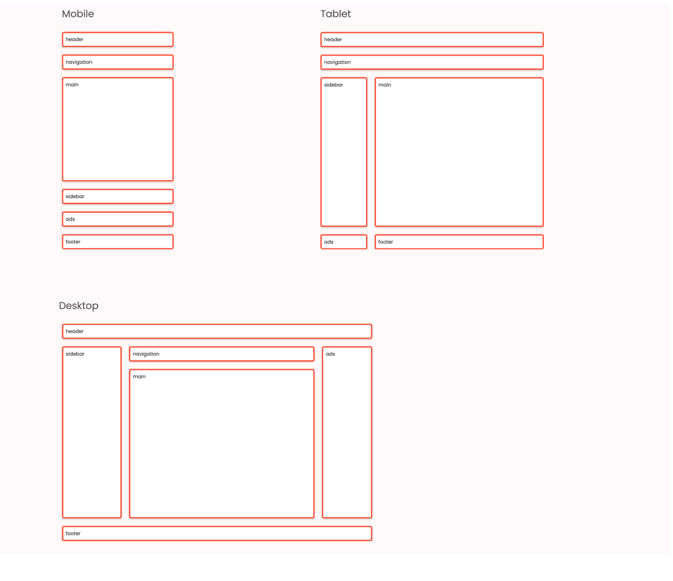 Mobile
header
navigation
main
sidebar
ads
footer
Tablet
header
navigation
sidebar
main
ads
footer
Desktop
header
sidebar
navigation
ads
main
footer